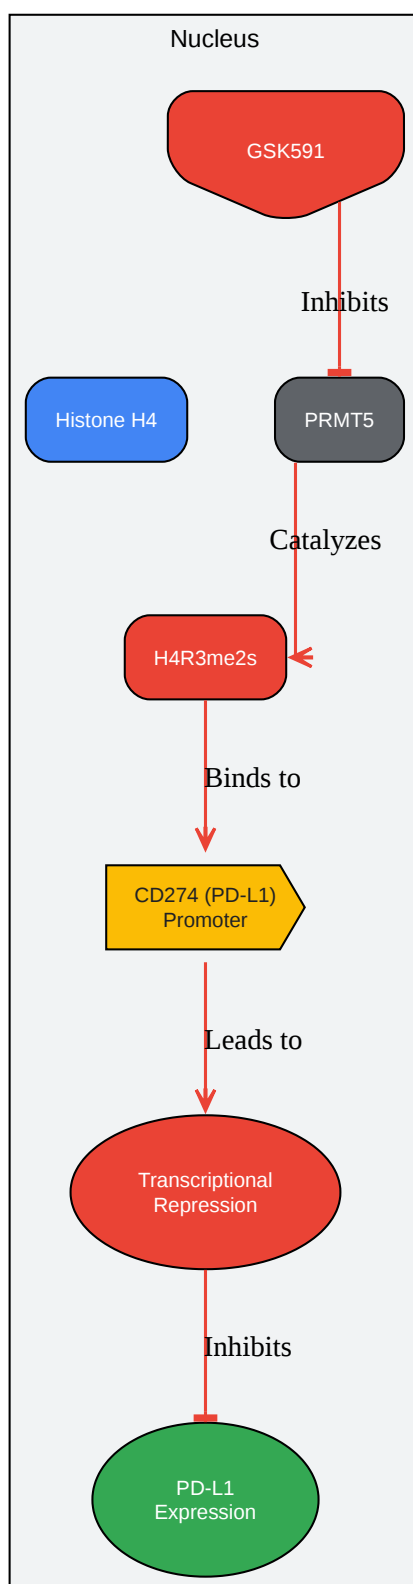 Nucleus
GSK591
Inhibits
Histone H4
PRMT5
Catalyzes
H4R3me2s
Binds to
CD274 (PD-L1)
Promoter
Leads to
Transcriptional
Repression
Inhibits
PD-L1
Expression